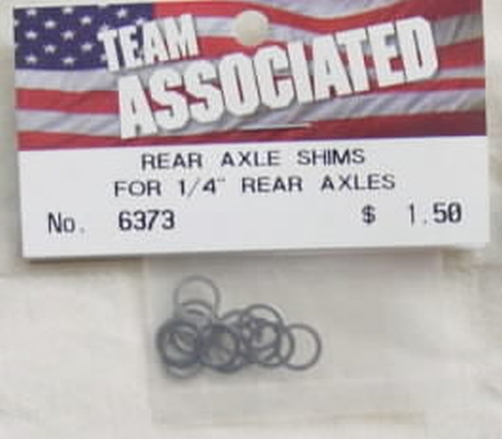 TEAM
ASSOCIATED
REAR AXLE SHIMS
FOR 1/4" REAR AXLES
No. 6373 $ 1.50